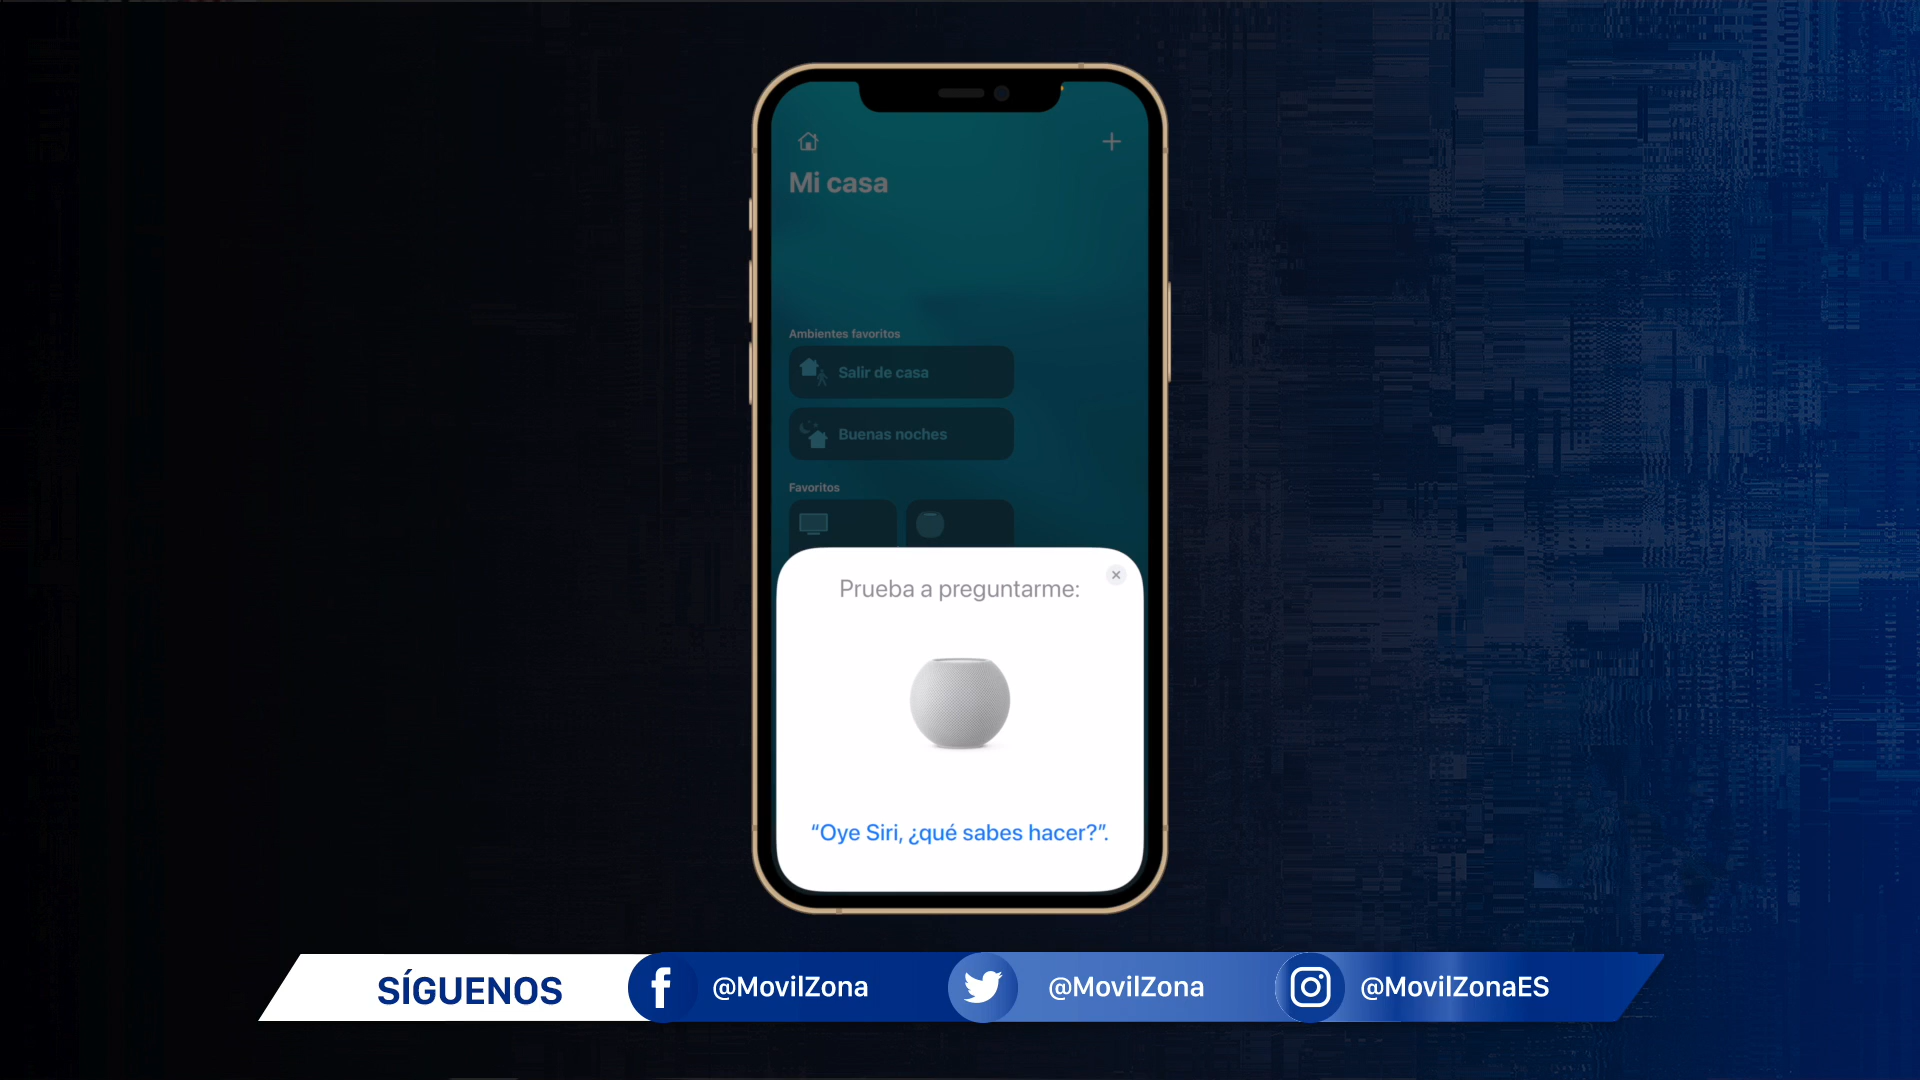 Mi casa
Ambientes favoritos
Salir de casa
Buenas noches
Favoritos
Prueba a preguntarme:
“Oye Siri, ¿qué sabes hacer?”.
SÍGUENOS
@MovilZona
@MovilZona
@MovilZonaES